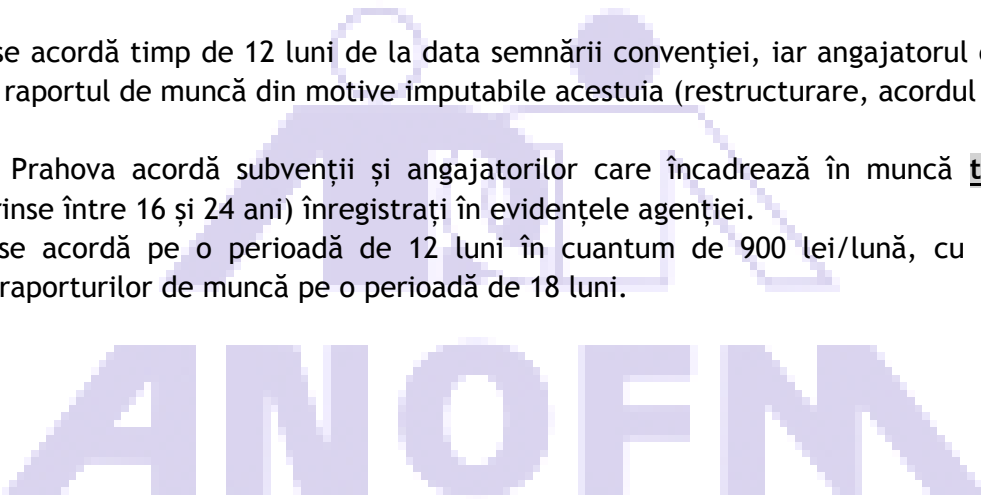 se acordă timp de 12 luni de la data semnării convenției, iar angajatorul
raportul de muncă din motive imputabile acestuia (restructurare, acordul
Prahova acordă subvenții și angajatorilor care încadrează în muncă
rinse între 16 și 24 ani) înregistrați în evidențele agenției.
se acordă pe o perioadă de 12 luni în cuantum de 900 lei/lună, cu
raporturilor de muncă pe o perioadă de 18 luni.
ANOFM